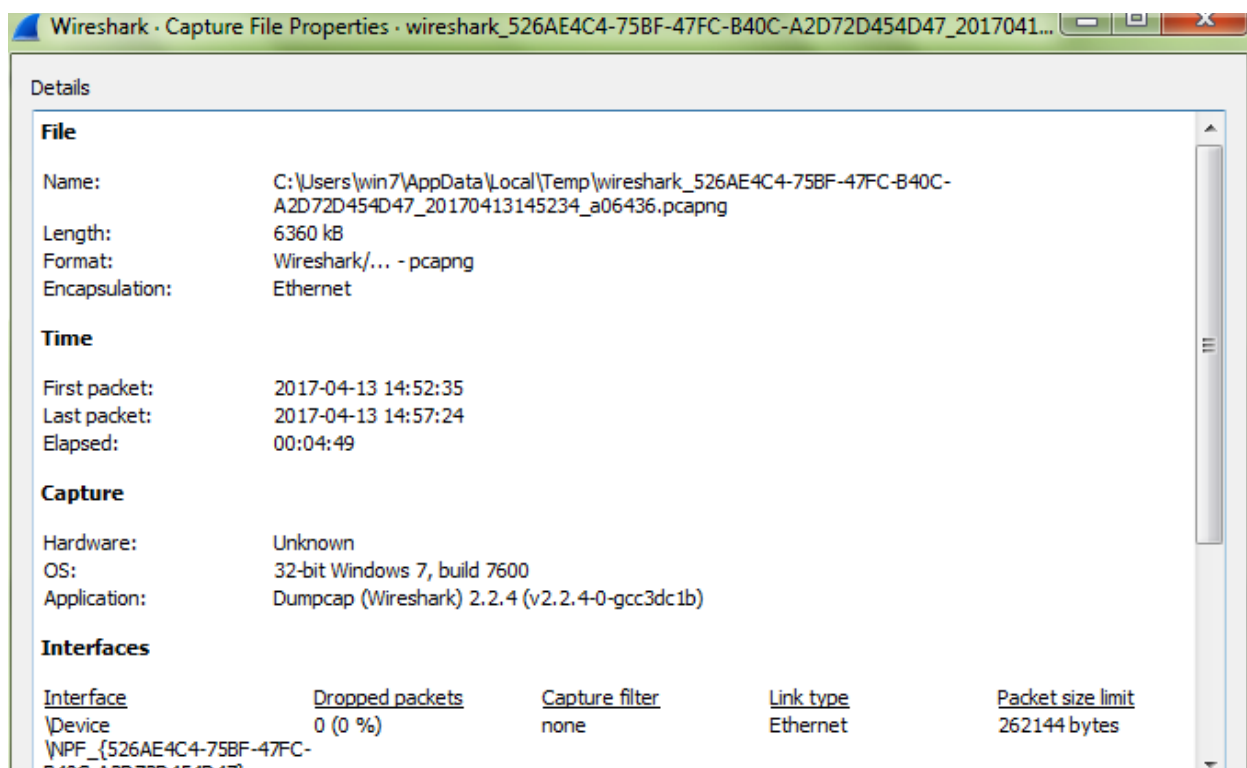 Wireshark · Capture File Properties · wireshark_526AE4C4-75BF-47FC-B40C-A2D72D454D47_2017041...
Details
File
Name: C:\Users\win7\AppData\Local\Temp\wireshark_526AE4C4-75BF-47FC-B40C-
A2D72D454D47_20170413145234_a06436.pcapng
Length: 6360 kB
Format: Wireshark/... - pcapng
Encapsulation: Ethernet
Time
First packet: 2017-04-13 14:52:35
Last packet: 2017-04-13 14:57:24
Elapsed: 00:04:49
Capture
Hardware: Unknown
OS: 32-bit Windows 7, build 7600
Application: Dumpcap (Wireshark) 2.2.4 (v2.2.4-0-gcc3dc1b)
Interfaces
Interface Dropped packets Capture filter Link type Packet size limit
\Device 0 (0 %) none Ethernet 262144 bytes
\NPF_{526AE4C4-75BF-47FC-